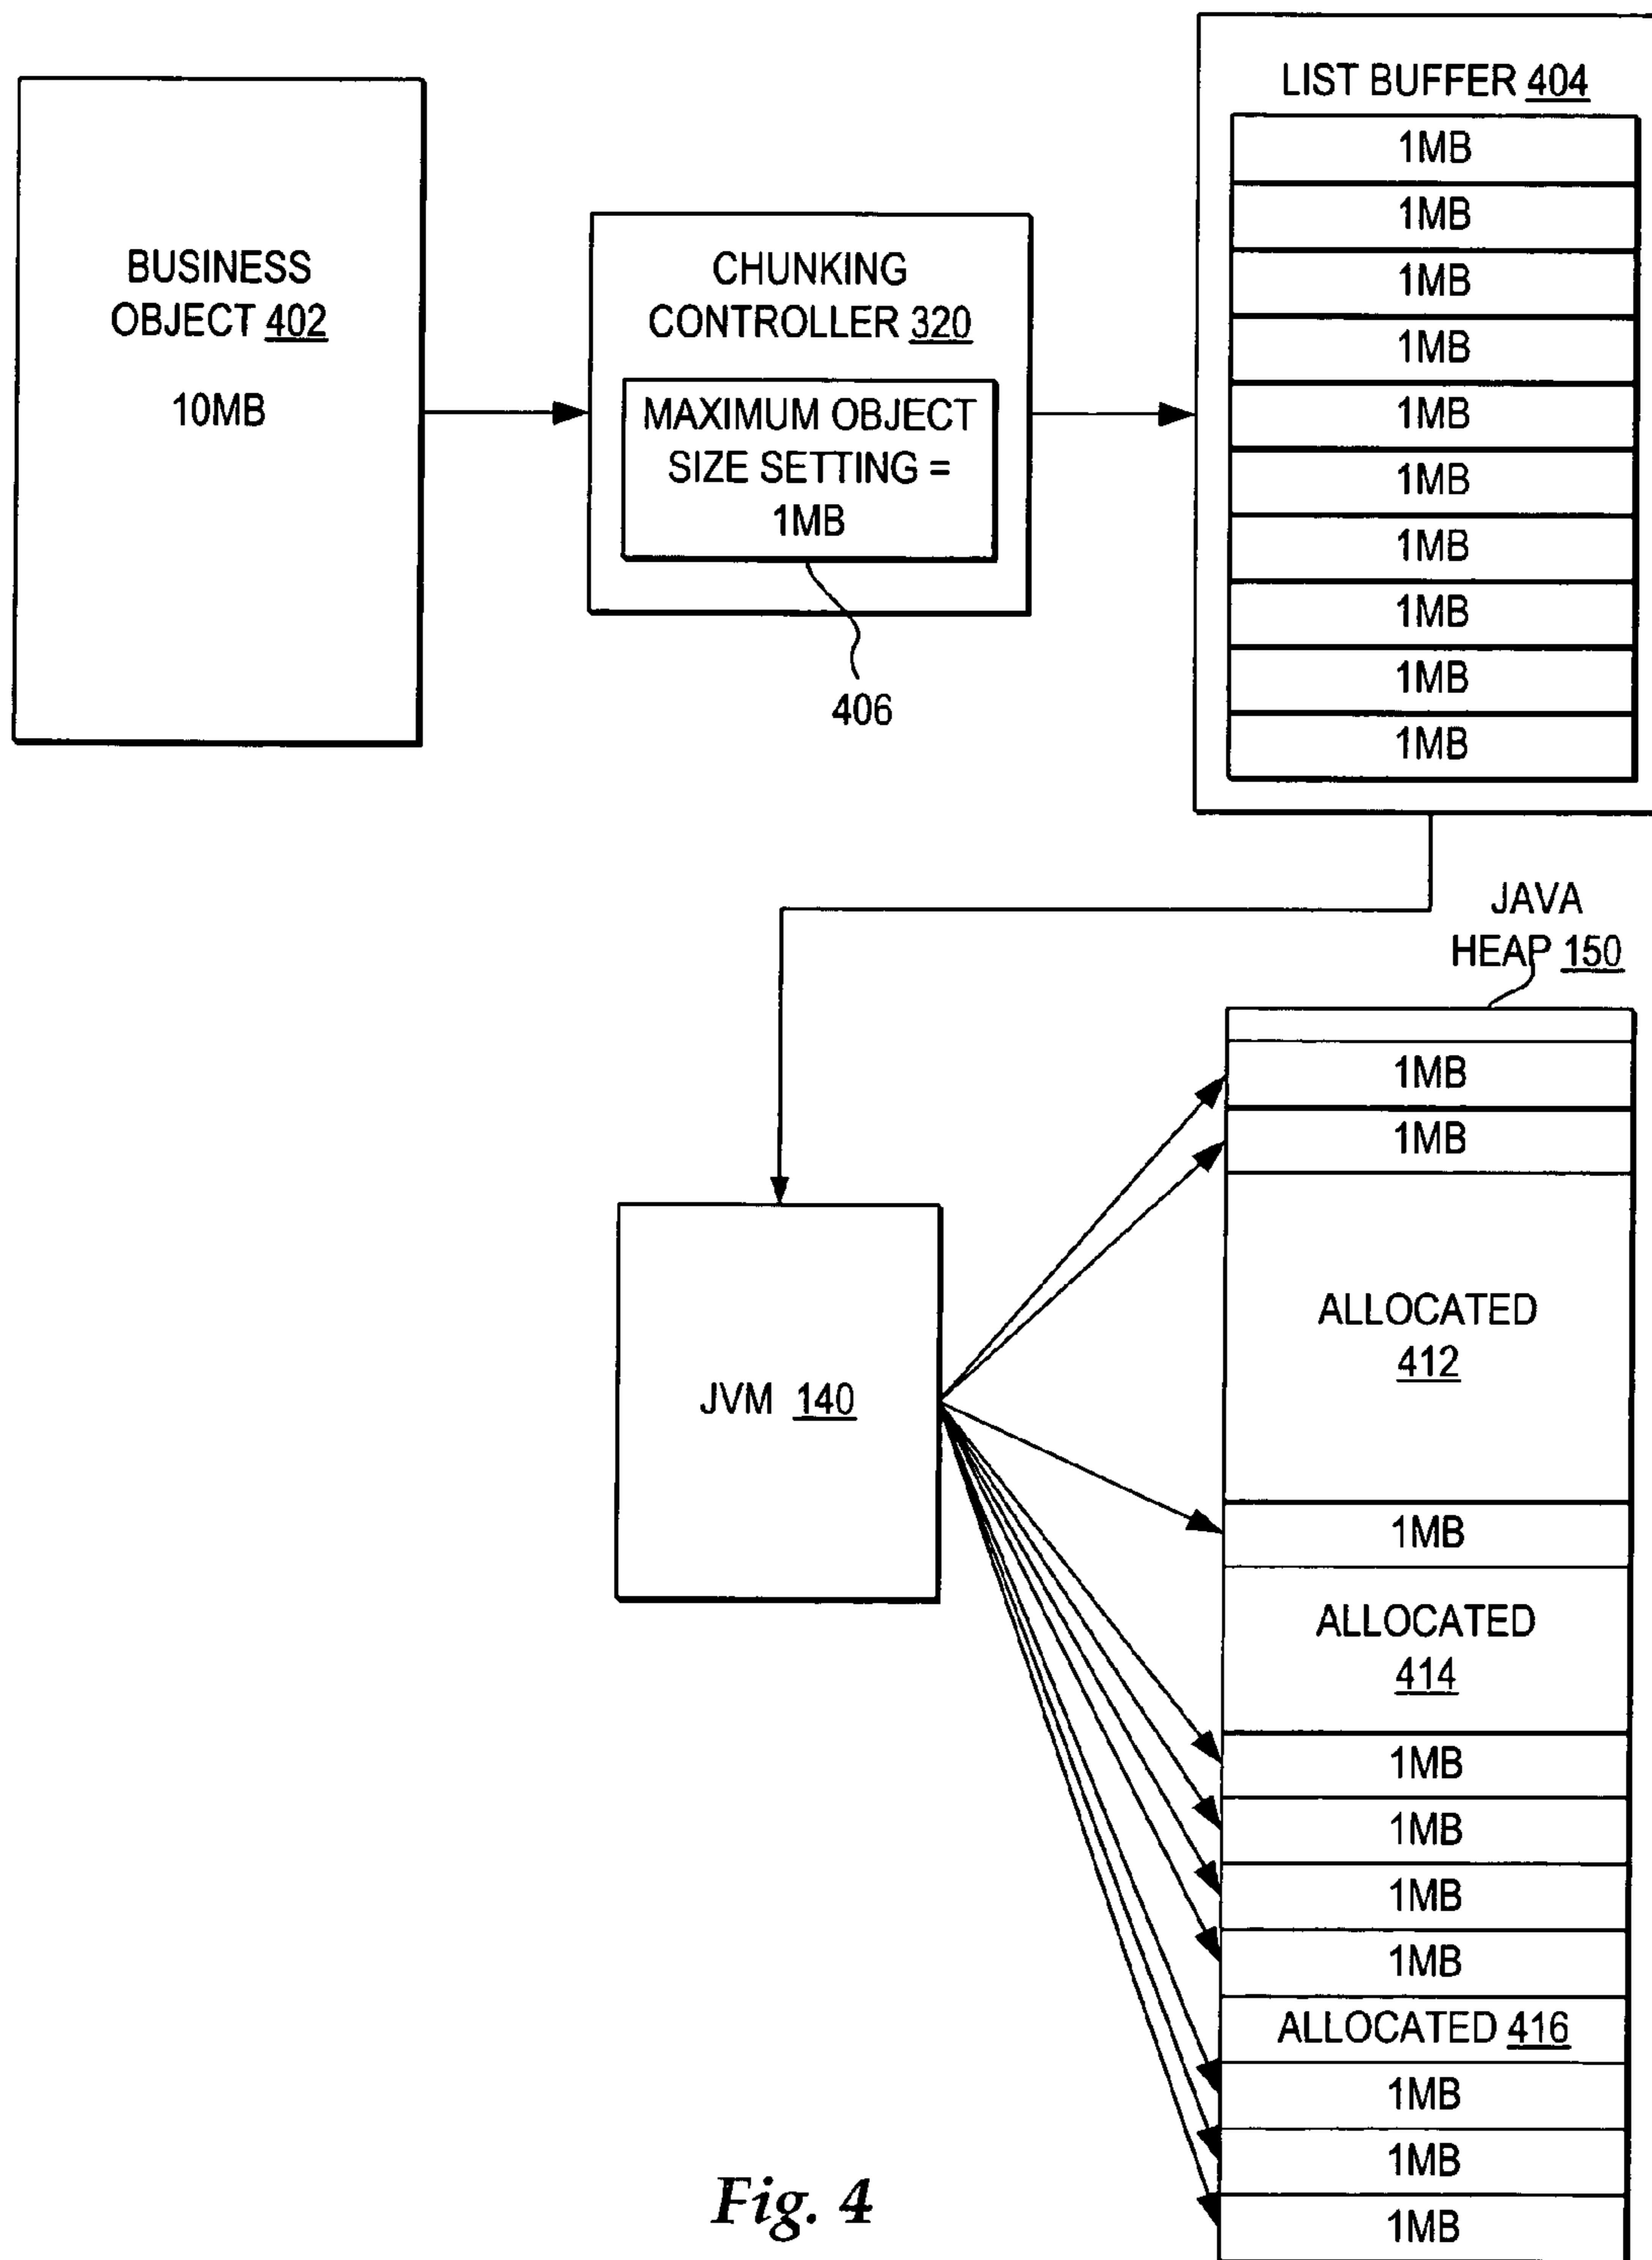 BUSINESS
OBJECT 402
10MB
CHUNKING
CONTROLLER 320
MAXIMUM OBJECT
SIZE SETTING =
1MB
406
LIST BUFFER 404
1MB
1MB
1MB
1MB
1MB
1MB
1MB
1MB
1MB
1MB
JAVA
HEAP 150
JVM 140
1MB
1MB
ALLOCATED
412
1MB
ALLOCATED
414
1MB
1MB
1MB
1MB
ALLOCATED 416
1MB
1MB
1MB
Fig. 4